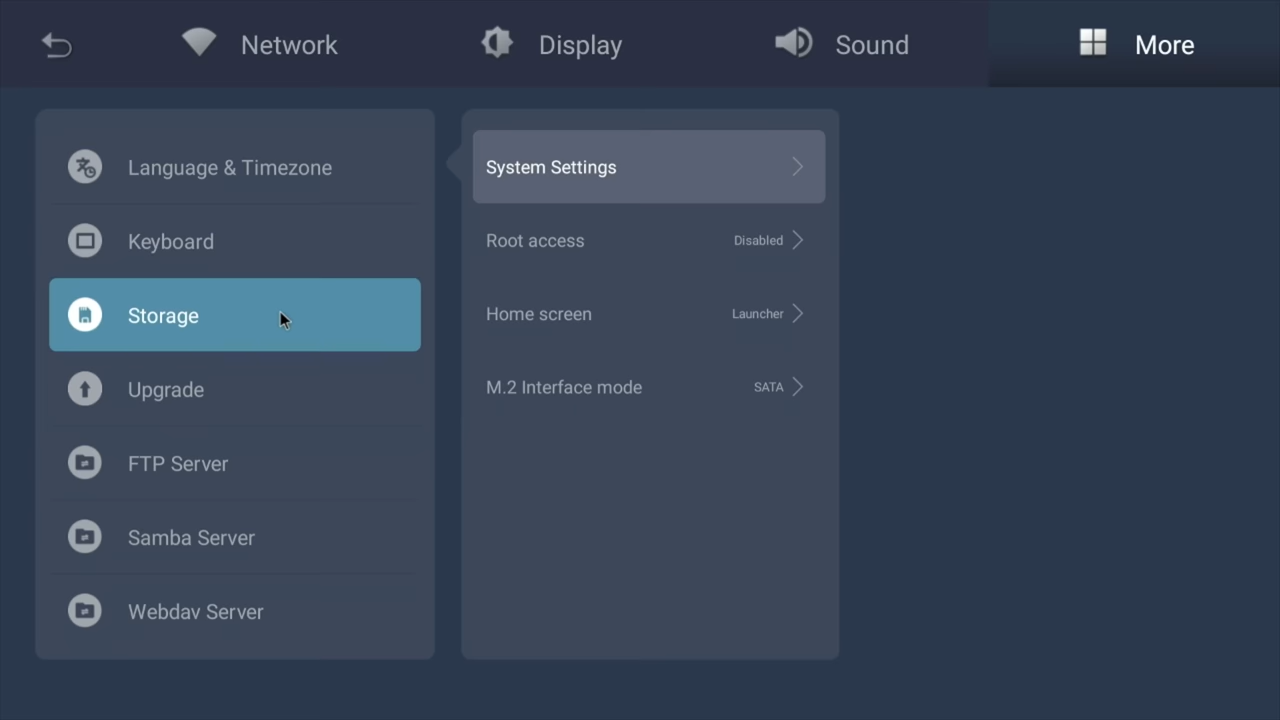 Network
Display
Sound
More
Language & Timezone
Keyboard
Storage
Upgrade
FTP Server
Samba Server
Webdav Server
System Settings
Root access Disabled
Home screen Launcher
M.2 Interface mode SATA